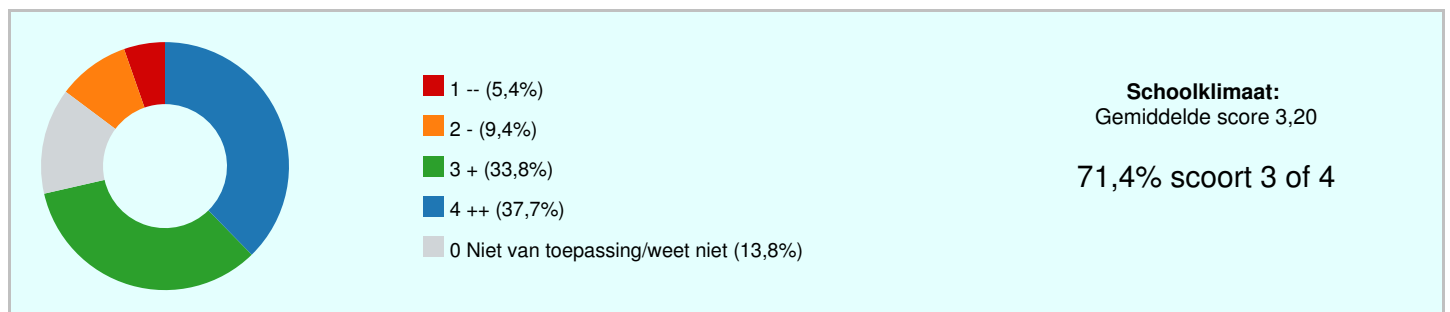 1 -- (5,4%)
2 - (9,4%)
3 + (33,8%)
4 ++ (37,7%)
0 Niet van toepassing/weet niet (13,8%)
Schoolklimaat:
Gemiddelde score 3,20
71,4% scoort 3 of 4